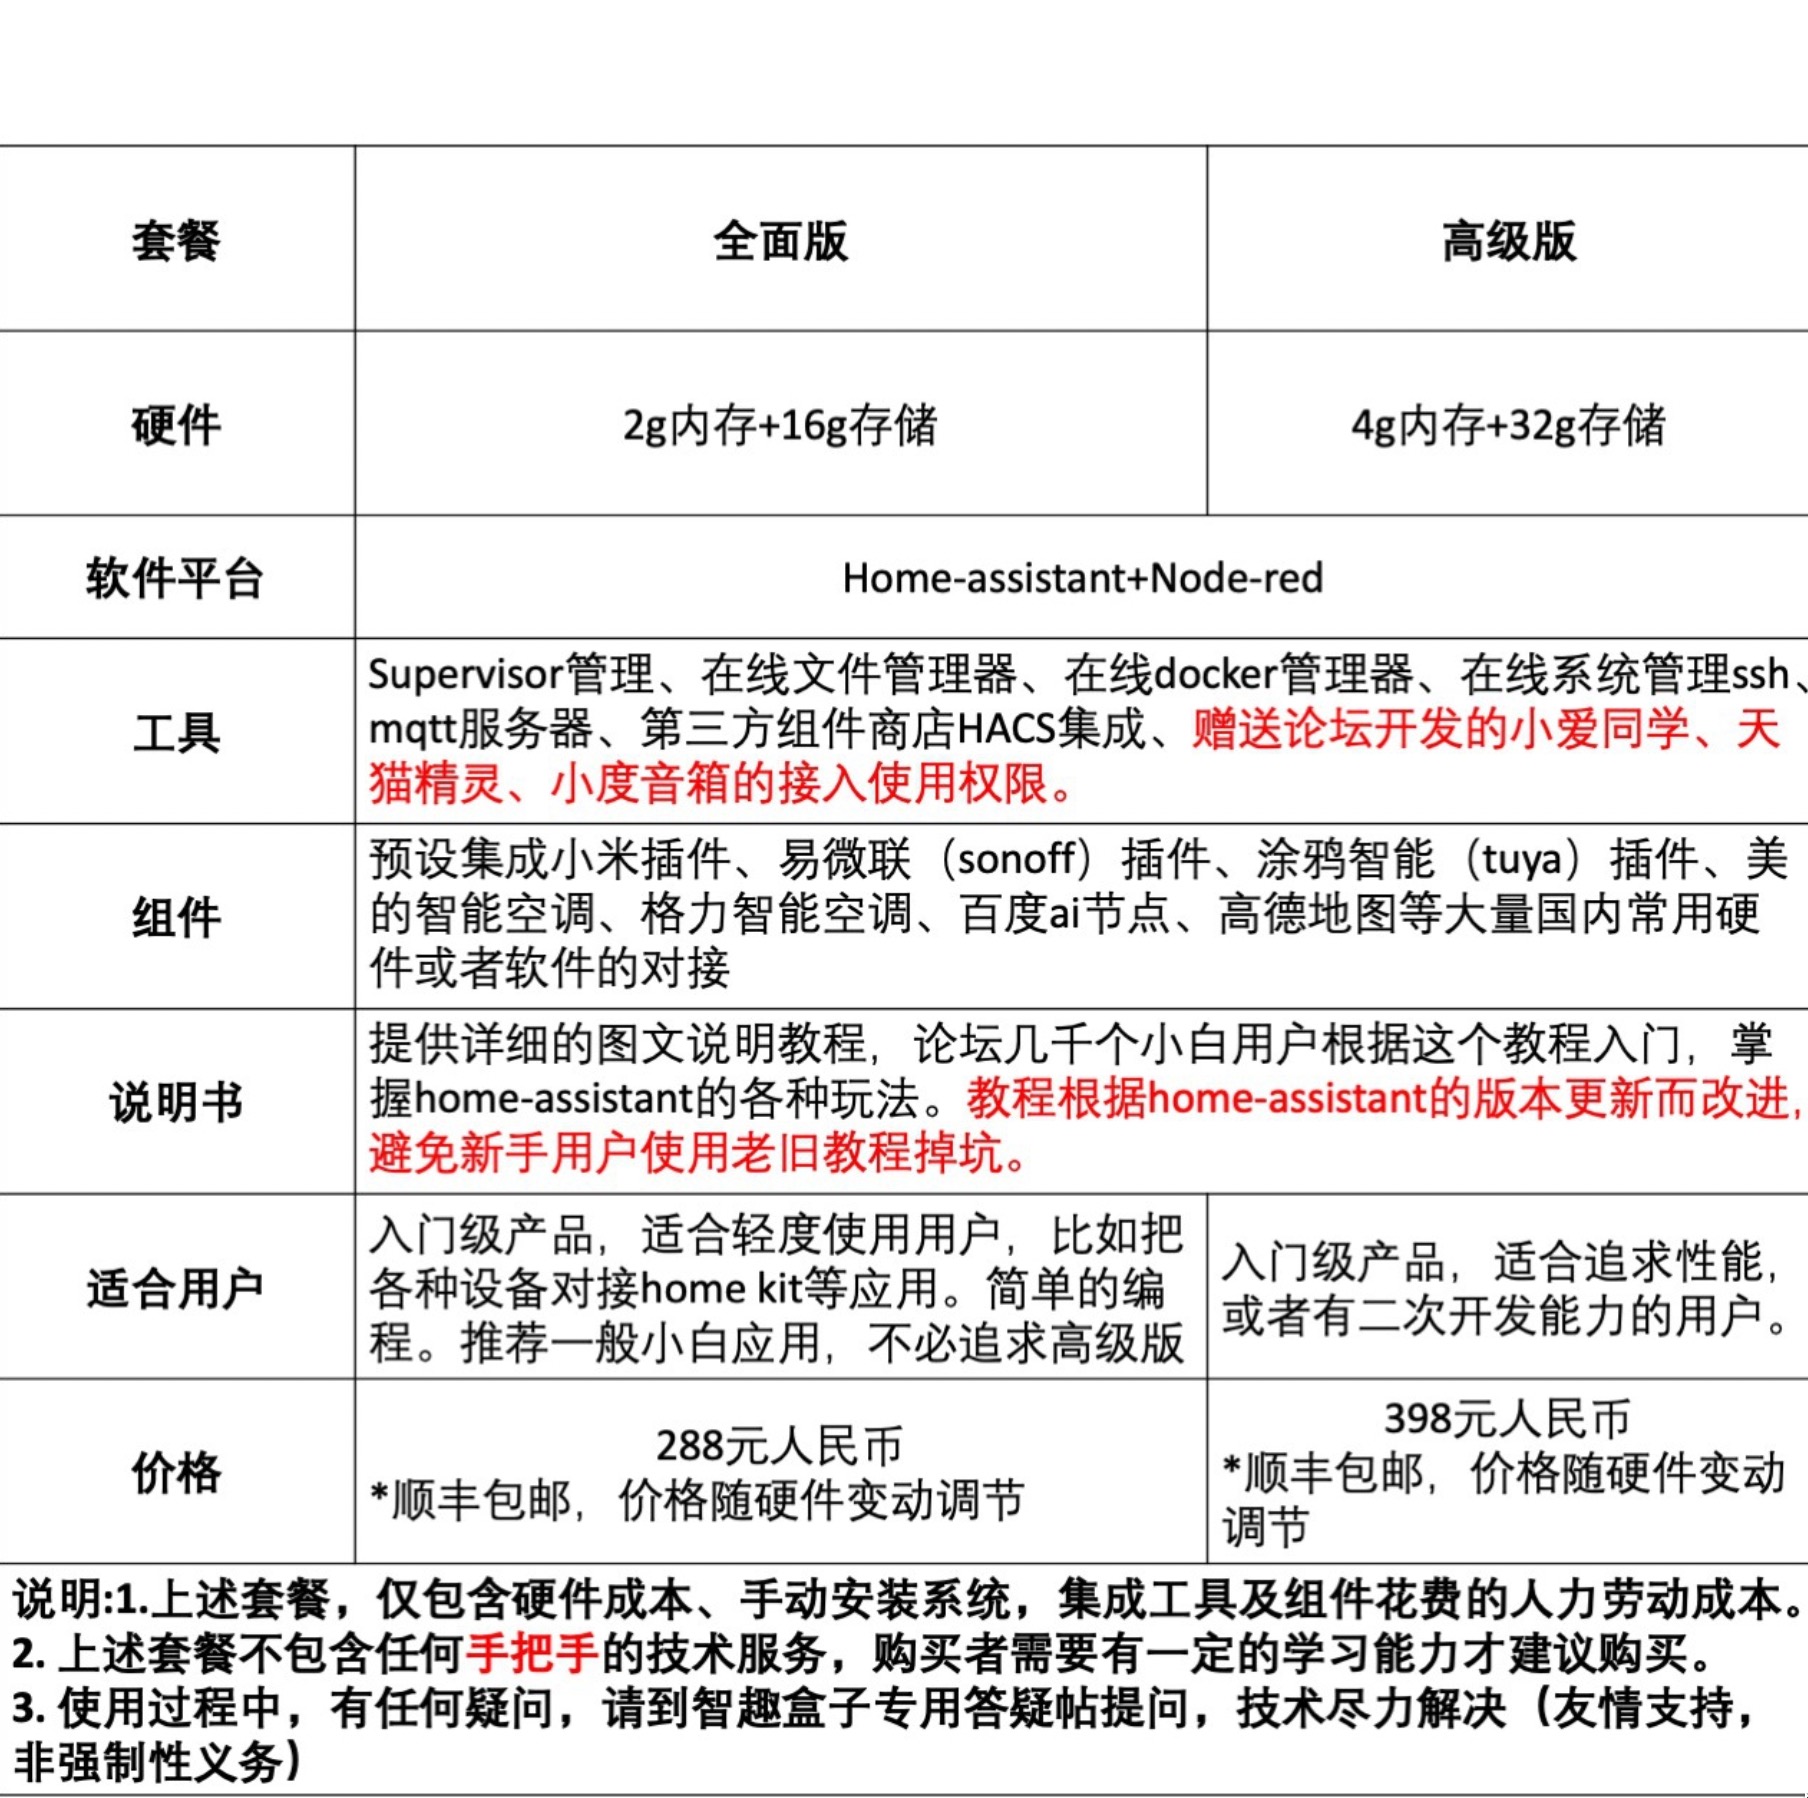 套餐
全面版
高级版
硬件
2g内存+16g存储
4g内存+32g存储
软件平台
Home-assistant+Node-red
工具
Supervisor管理、在线文件管理器、在线docker管理器、在线系统管理ssh、
mqtt服务器、第三方组件商店HACS集成、赠送论坛开发的小爱同学、天
猫精灵、小度音箱的接入使用权限。
组件
预设集成小米插件、易微联（sonoff）插件、涂鸦智能（tuya）插件、美
的智能空调、格力智能空调、百度ai节点、高德地图等大量国内常用硬
件或者软件的对接
说明书
提供详细的图文说明教程，论坛几千个小白用户根据这个教程入门，掌
握home-assistant的各种玩法。教程根据home-assistant的版本更新而改进，
避免新手用户使用老旧教程掉坑。
适合用户
入门级产品，适合轻度使用用户，比如把
各种设备对接home kit等应用。简单的编
程。推荐一般小白应用，不必追求高级版
入门级产品，适合追求性能，
或者有二次开发能力的用户。
价格
288元人民币
*顺丰包邮，价格随硬件变动调节
398元人民币
*顺丰包邮，价格随硬件变动
调节
说明:1.上述套餐，仅包含硬件成本、手动安装系统，集成工具及组件花费的人力劳动成本。
2. 上述套餐不包含任何手把手的技术服务，购买者需要有一定的学习能力才建议购买。
3. 使用过程中，有任何疑问，请到智趣盒子专用答疑帖提问，技术尽力解决（友情支持，
非强制性义务）